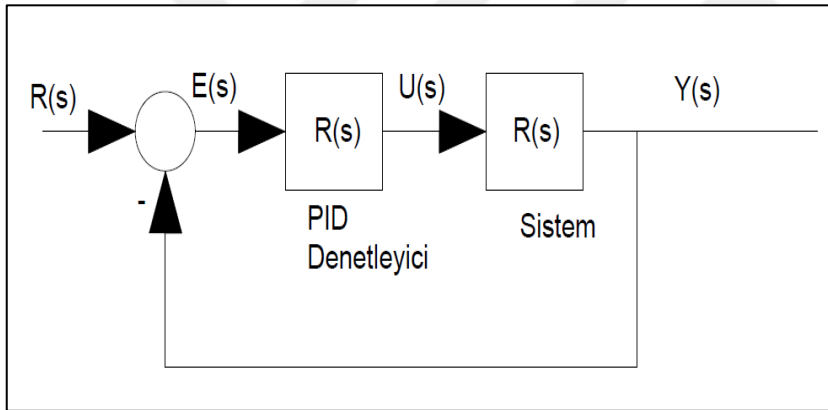 R(s)
E(s)
R(s)
U(s)
R(s)
Y(s)
-
PID
Denetleyici
Sistem